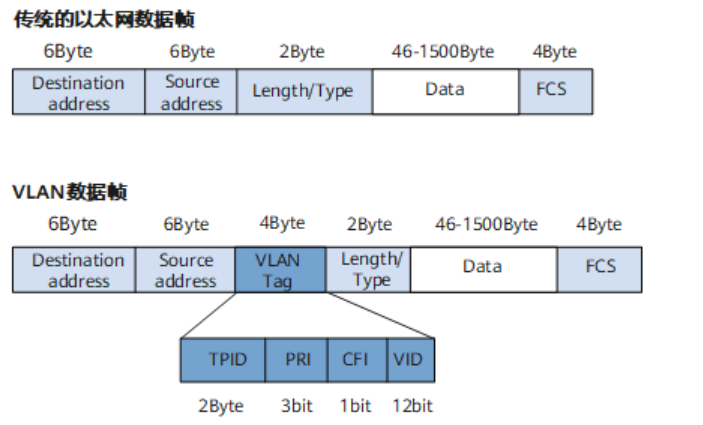 传统的以太网数据帧
6Byte 6Byte 2Byte 46-1500Byte 4Byte
Destination address Source address Length/Type Data FCS
VLAN数据帧
6Byte 6Byte 4Byte 2Byte 46-1500Byte 4Byte
Destination address Source address VLAN Tag Length/ Type Data FCS
TPID PRI CFI VID
2Byte 3bit 1bit 12bit